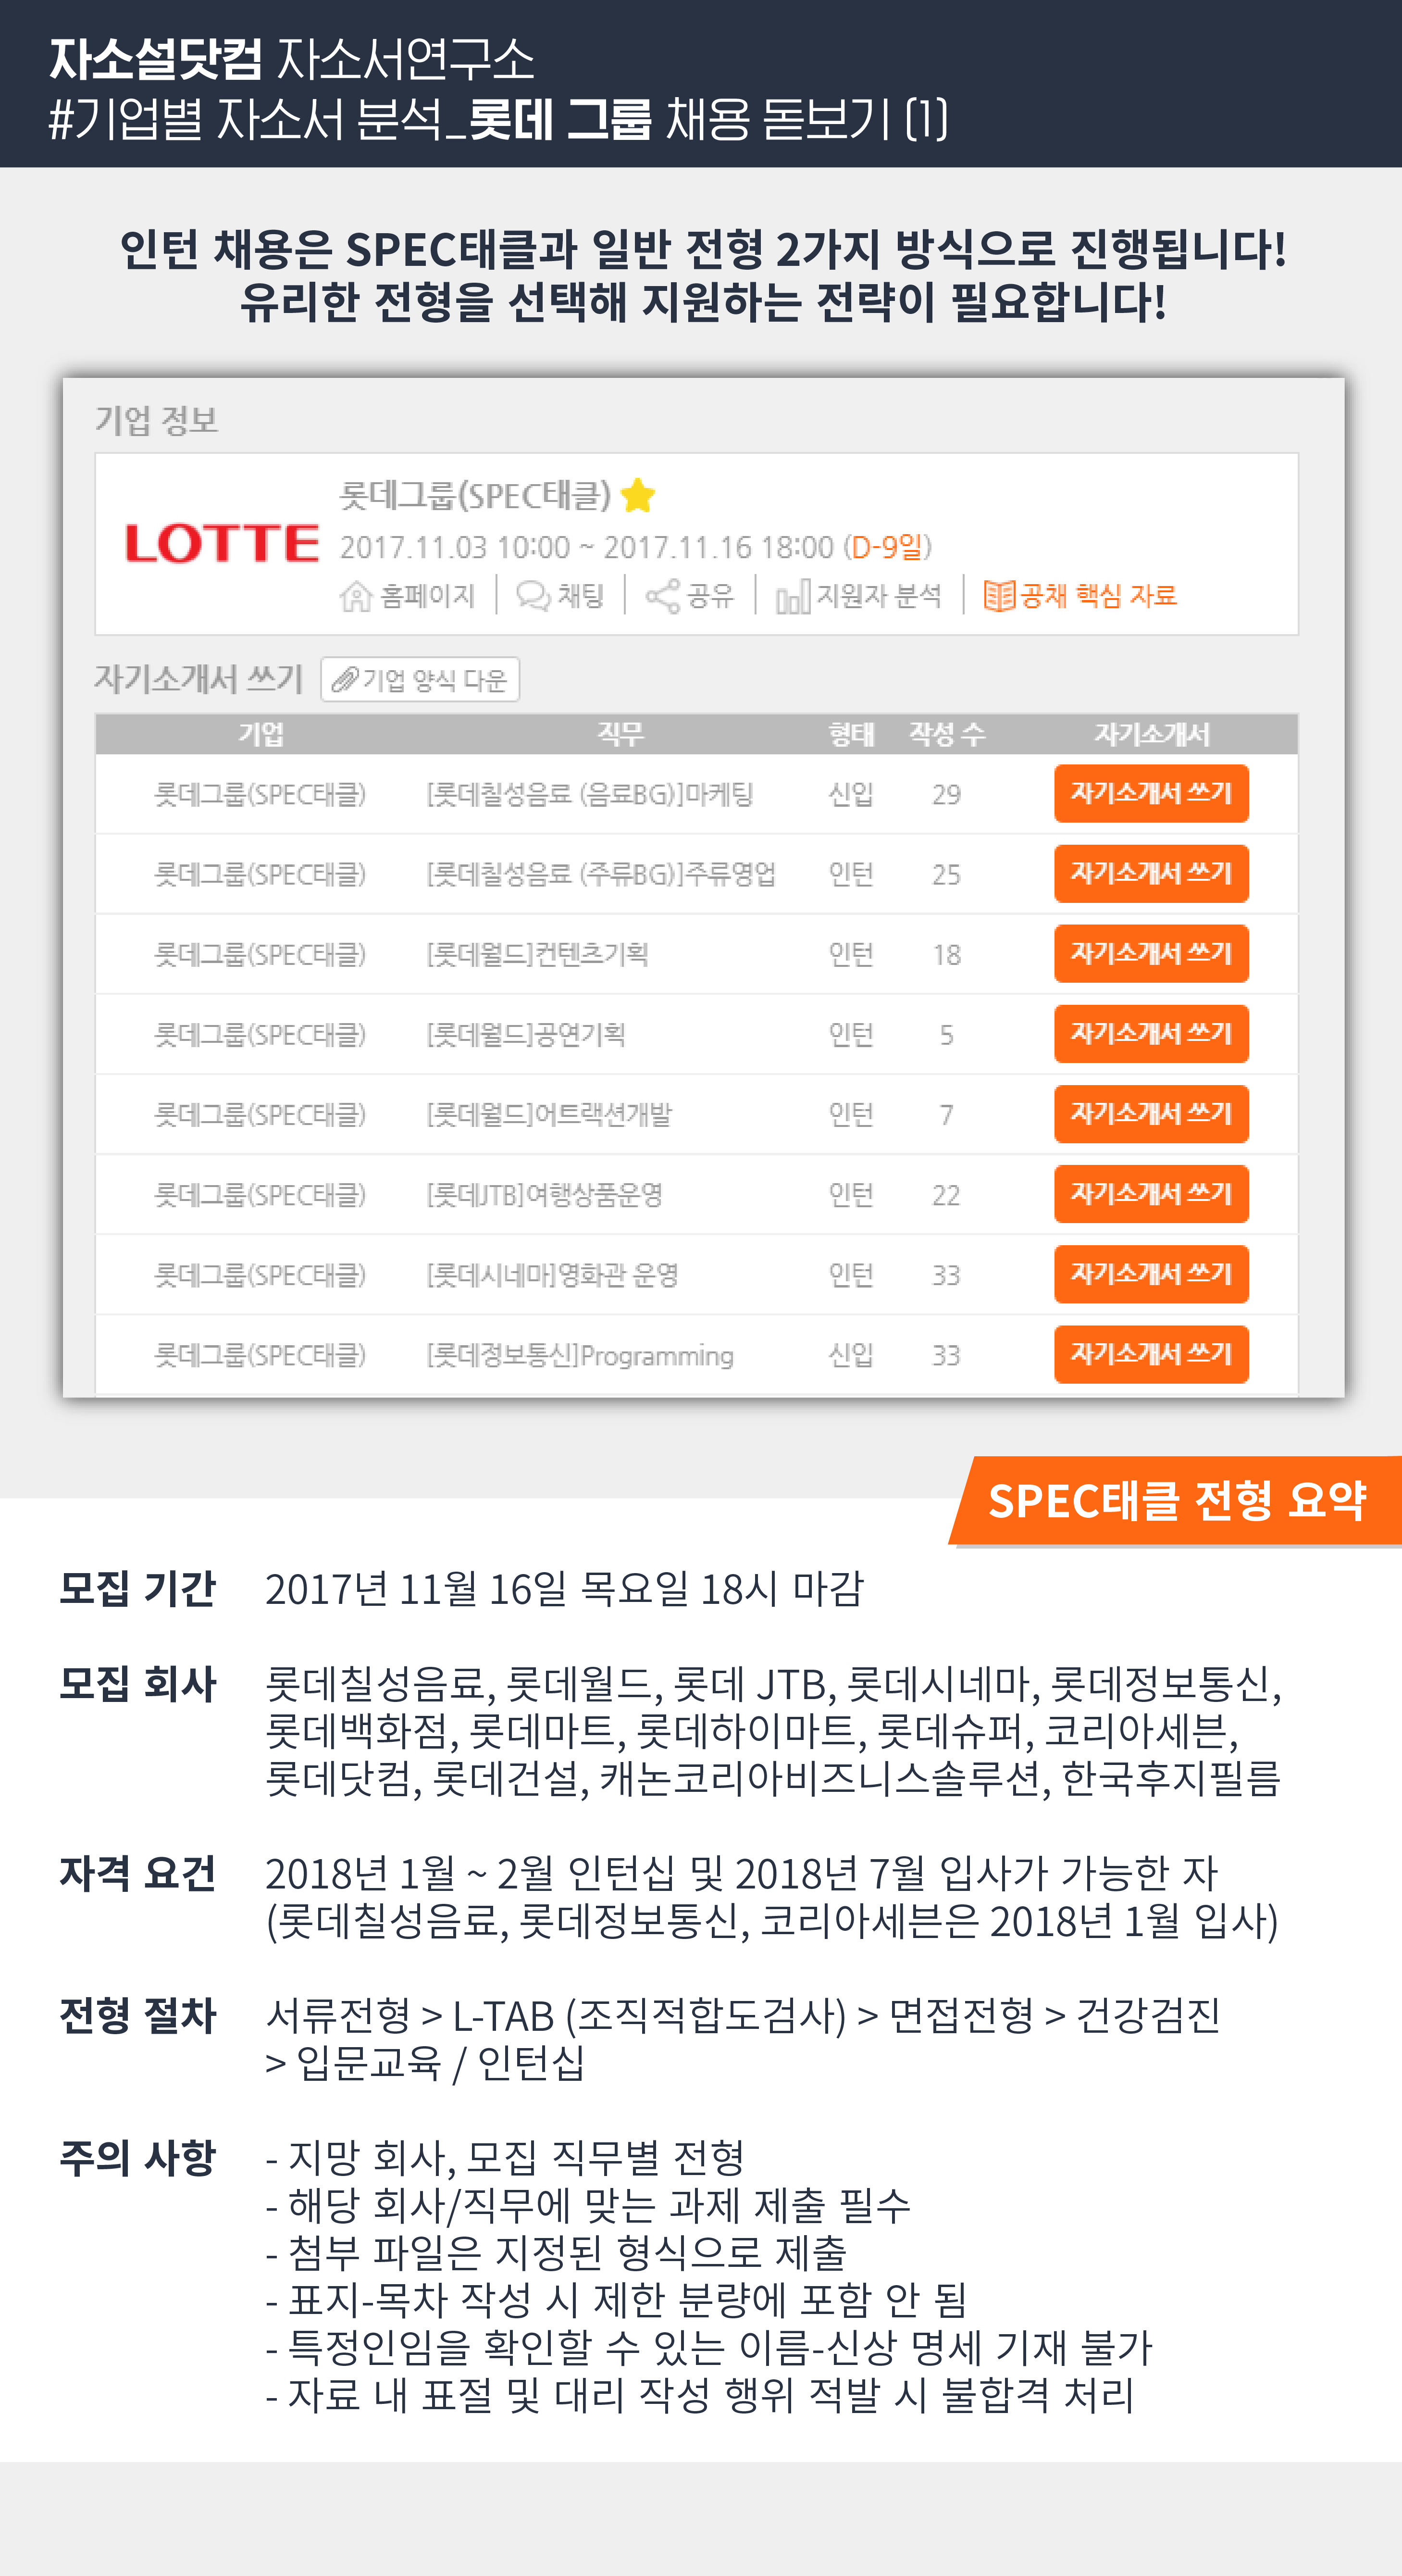 자소설닷컴 자소서연구소
#기업별 자소서 분석_롯데 그룹 채용 돋보기 (1)
인턴 채용은 SPEC태클과 일반 전형 2가지 방식으로 진행됩니다!
유리한 전형을 선택해 지원하는 전략이 필요합니다!
기업 정보
LOTTE
롯데그룹(SPEC태클)
2017.11.03 10:00 ~ 2017.11.16 18:00 (D-9일)
홈페이지 채팅 공유 지원자 분석 공채 핵심 자료
자기소개서 쓰기 기업 양식 다운
기업 직무 형태 작성 수 자기소개서
롯데그룹(SPEC태클) [롯데칠성음료 (음료BG)]마케팅 신입 29 자기소개서 쓰기
롯데그룹(SPEC태클) [롯데칠성음료 (주류BG)]주류영업 인턴 25 자기소개서 쓰기
롯데그룹(SPEC태클) [롯데월드]컨텐츠기획 인턴 18 자기소개서 쓰기
롯데그룹(SPEC태클) [롯데월드]공연기획 인턴 5 자기소개서 쓰기
롯데그룹(SPEC태클) [롯데월드]어트랙션개발 인턴 7 자기소개서 쓰기
롯데그룹(SPEC태클) [롯데JTB]여행상품운영 인턴 22 자기소개서 쓰기
롯데그룹(SPEC태클) [롯데시네마]영화관 운영 인턴 33 자기소개서 쓰기
롯데그룹(SPEC태클) [롯데정보통신]Programming 신입 33 자기소개서 쓰기
SPEC태클 전형 요약
모집 기간 2017년 11월 16일 목요일 18시 마감
모집 회사 롯데칠성음료, 롯데월드, 롯데 JTB, 롯데시네마, 롯데정보통신,
롯데백화점, 롯데마트, 롯데하이마트, 롯데슈퍼, 코리아세븐,
롯데닷컴, 롯데건설, 캐논코리아비즈니스솔루션, 한국후지필름
자격 요건 2018년 1월 ~ 2월 인턴십 및 2018년 7월 입사가 가능한 자
(롯데칠성음료, 롯데정보통신, 코리아세븐은 2018년 1월 입사)
전형 절차 서류전형 > L-TAB (조직적합도검사) > 면접전형 > 건강검진
> 입문교육 / 인턴십
주의 사항 - 지망 회사, 모집 직무별 전형
- 해당 회사/직무에 맞는 과제 제출 필수
- 첨부 파일은 지정된 형식으로 제출
- 표지-목차 작성 시 제한 분량에 포함 안 됨
- 특정인임을 확인할 수 있는 이름-신상 명세 기재 불가
- 자료 내 표절 및 대리 작성 행위 적발 시 불합격 처리